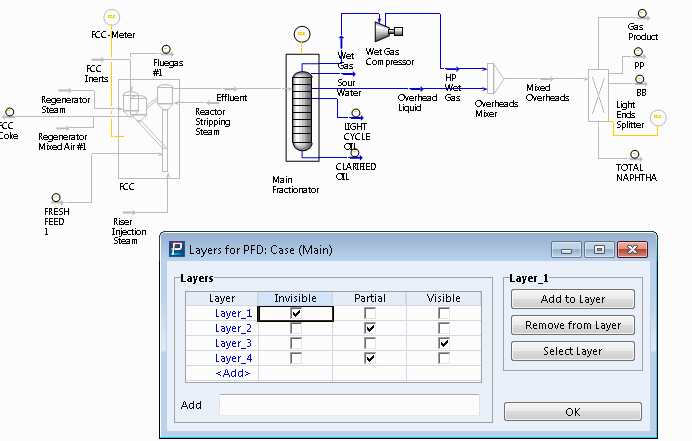 FCC-Meter
FCC
Inerts
Fluegas
#1
Regenerator
Steam
FCC
Coke
Regenerator
Mixed Air #1
Effluent
Reactor
Stripping
Steam
FCC
FRESH
FEED
1
Riser
Injection
Steam
Wet
Gas
Wet Gas
Compressor
Sour
Water
HP
Wet
Gas
Overhead
Liquid
LIGHT
CYCLE
OIL
CLARIFIED
OIL
Main
Fractionator
Overheads
Mixer
Mixed
Overheads
Gas
Product
PP
BB
Light
Ends
Splitter
TOTAL
NAPHTHA
Layers for PFD: Case (Main)
Layers
Layer Invisible Partial Visible
Layer_1
Layer_2
Layer_3
Layer_4
<Add>
Add
Layer_1
Add to Layer
Remove from Layer
Select Layer
OK